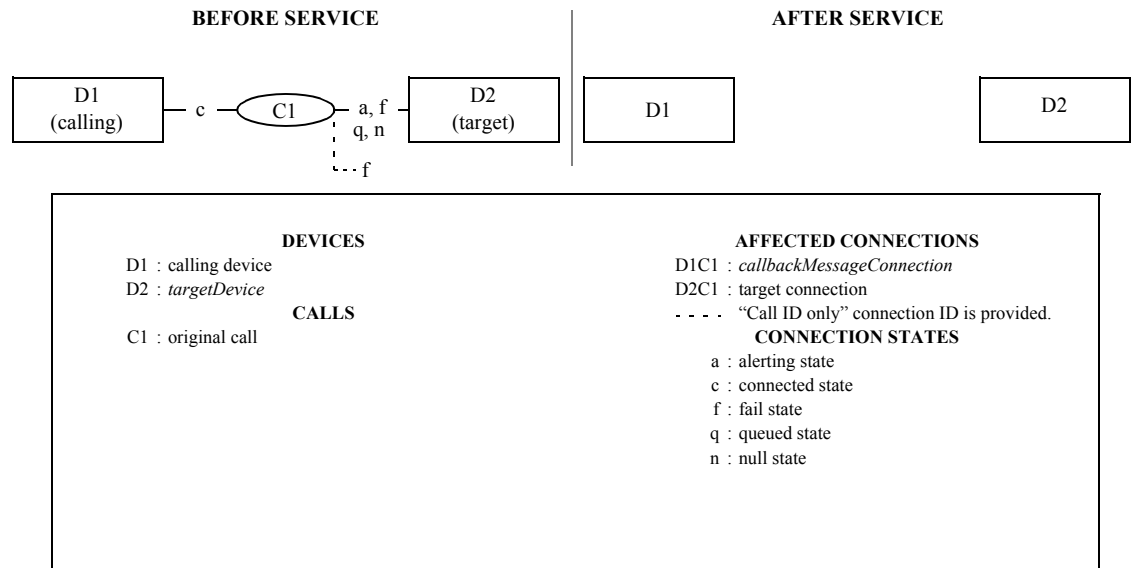 BEFORE SERVICE
AFTER SERVICE
D1
(calling)
c
C1
a, f
q, n
f
D2
(target)
D1
D2
DEVICES
D1 : calling device
D2 : targetDevice
CALLS
C1 : original call
AFFECTED CONNECTIONS
D1C1 : callbackMessageConnection
D2C1 : target connection
- - - - “Call ID only” connection ID is provided.
CONNECTION STATES
a : alerting state
c : connected state
f : fail state
q : queued state
n : null state